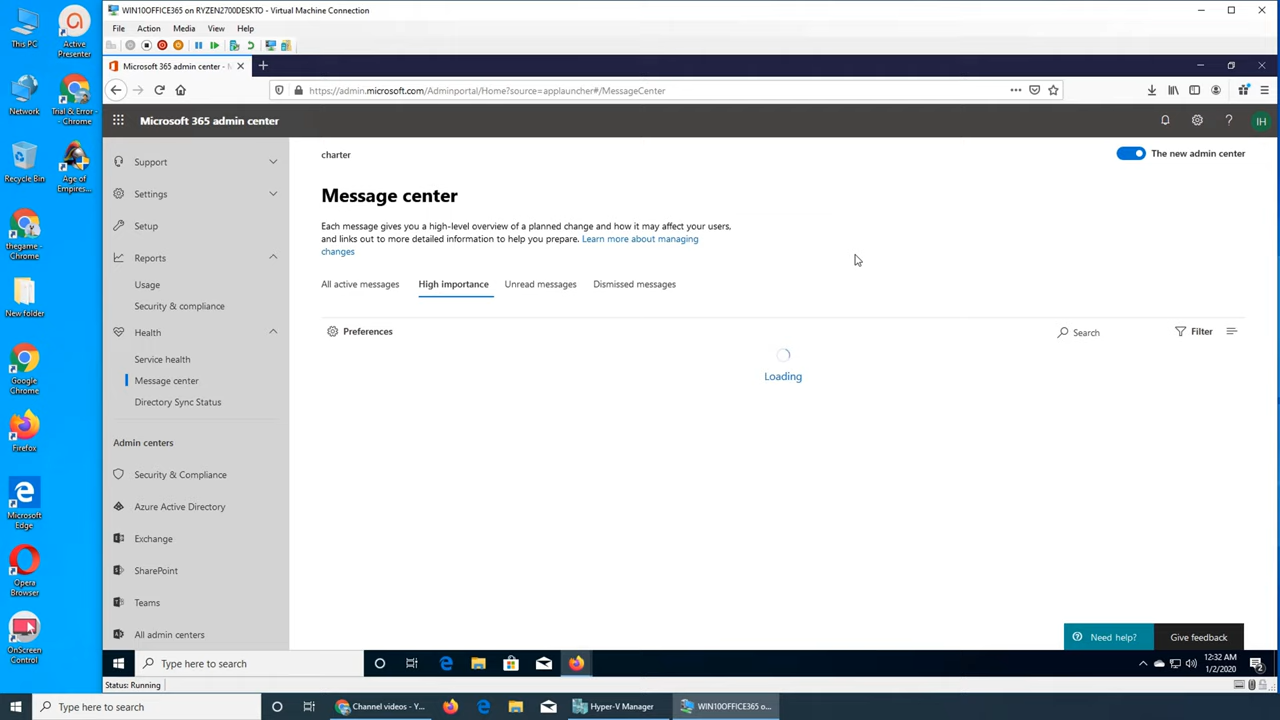 WIN10OFFICE365 on RYZEN2700DESKTO - Virtual Machine Connection
File Action Media View Help
Microsoft 365 admin center -
https://admin.microsoft.com/Adminportal/Home?source=applauncher#/MessageCenter
Microsoft 365 admin center
IH
This PC
Active
Presenter
Network
Trial & Error -
Chrome
Recycle Bin
Age of
Empires...
thegame -
Chrome
New folder
Google
Chrome
Firefox
Microsoft
Edge
Opera
Browser
OnScreen
Control
Support
Settings
Setup
Reports
Usage
Security & compliance
Health
Service health
Message center
Directory Sync Status
Admin centers
Security & Compliance
Azure Active Directory
Exchange
SharePoint
Teams
All admin centers
charter
The new admin center
Message center
Each message gives you a high-level overview of a planned change and how it may affect your users,
and links out to more detailed information to help you prepare. Learn more about managing
changes
All active messages High importance Unread messages Dismissed messages
Preferences
Search
Filter
Loading
Need help?
Give feedback
Type here to search
12:32 AM
1/2/2020
2
Status: Running
Type here to search
Channel videos - Y...
Hyper-V Manager
WIN10OFFICE365 o...